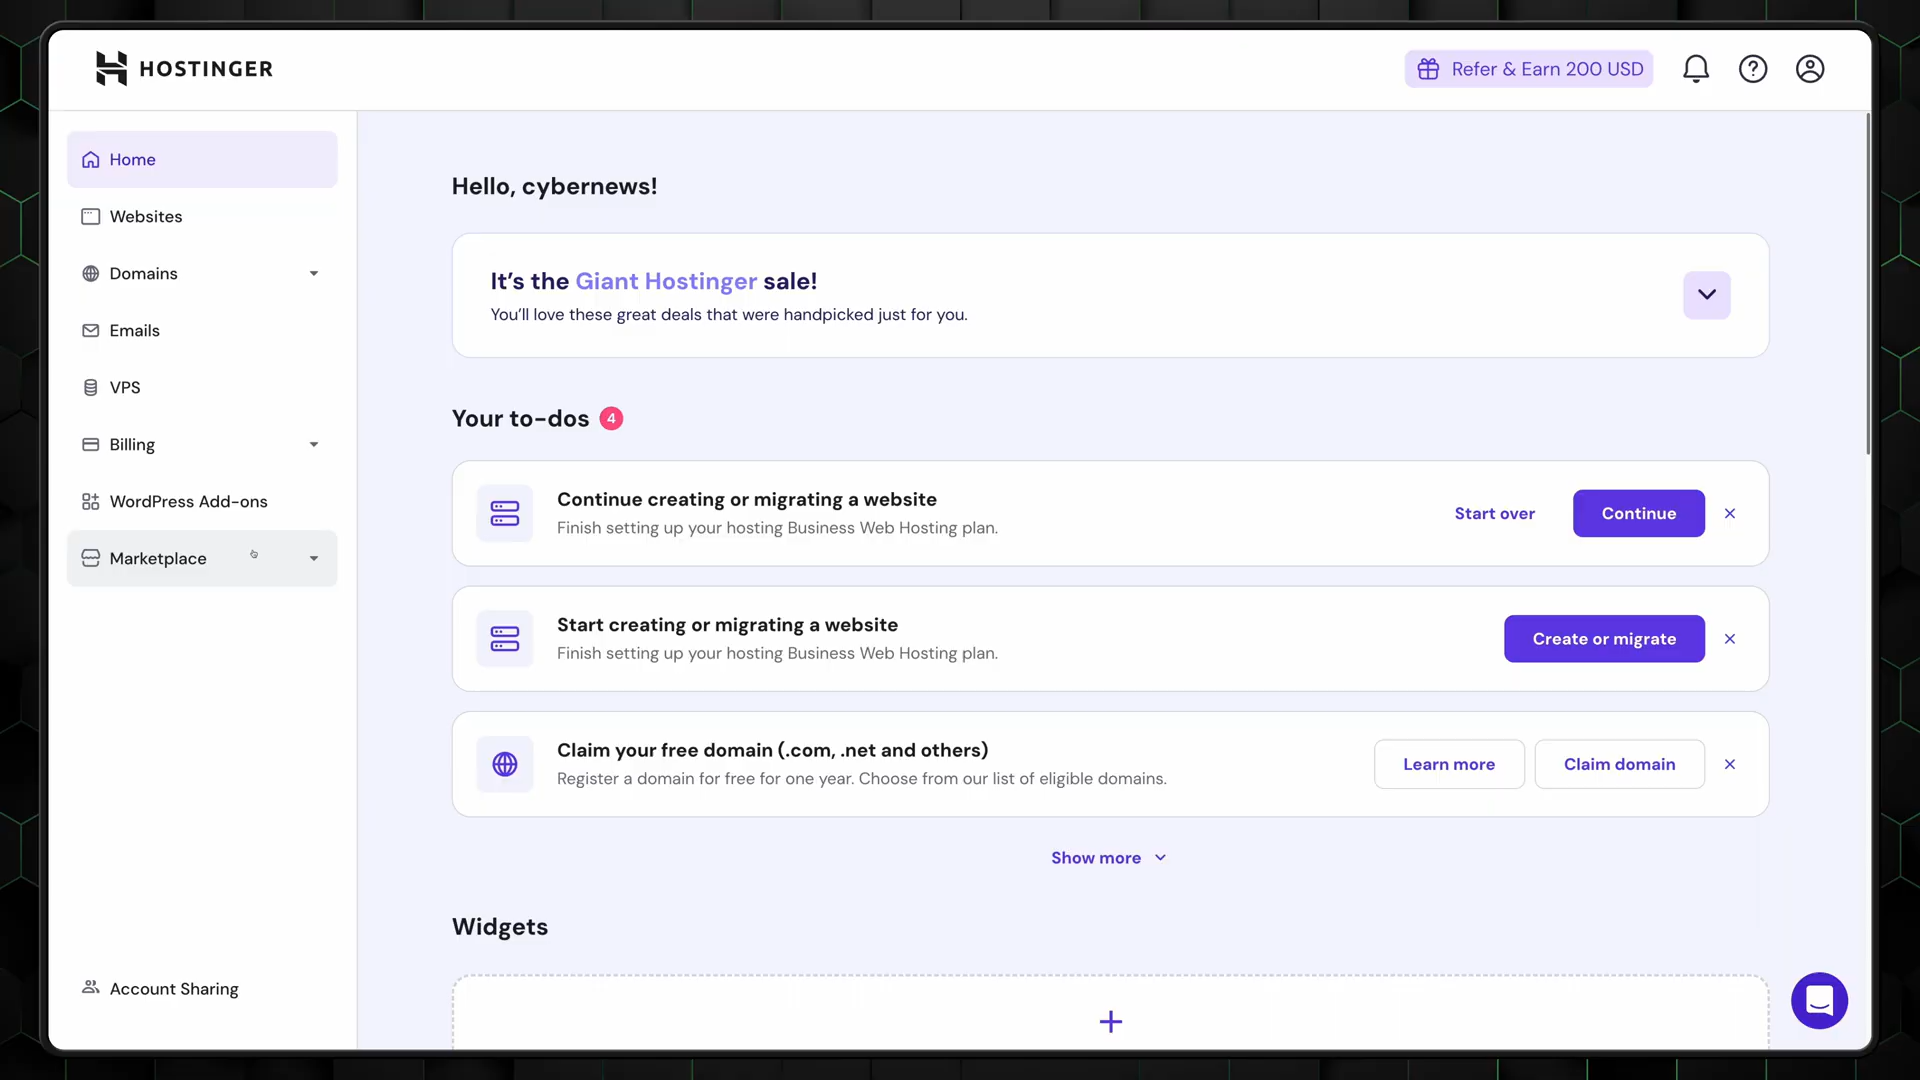 HOSTINGER
Refer & Earn 200 USD
Home
Websites
Domains
Emails
VPS
Billing
WordPress Add-ons
Marketplace
Account Sharing
Hello, cybernews!
It’s the Giant Hostinger sale!
You’ll love these great deals that were handpicked just for you.
Your to-dos 4
Continue creating or migrating a website
Finish setting up your hosting Business Web Hosting plan.
Start over
Continue
Start creating or migrating a website
Finish setting up your hosting Business Web Hosting plan.
Create or migrate
Claim your free domain (.com, .net and others)
Register a domain for free for one year. Choose from our list of eligible domains.
Learn more
Claim domain
Show more
Widgets